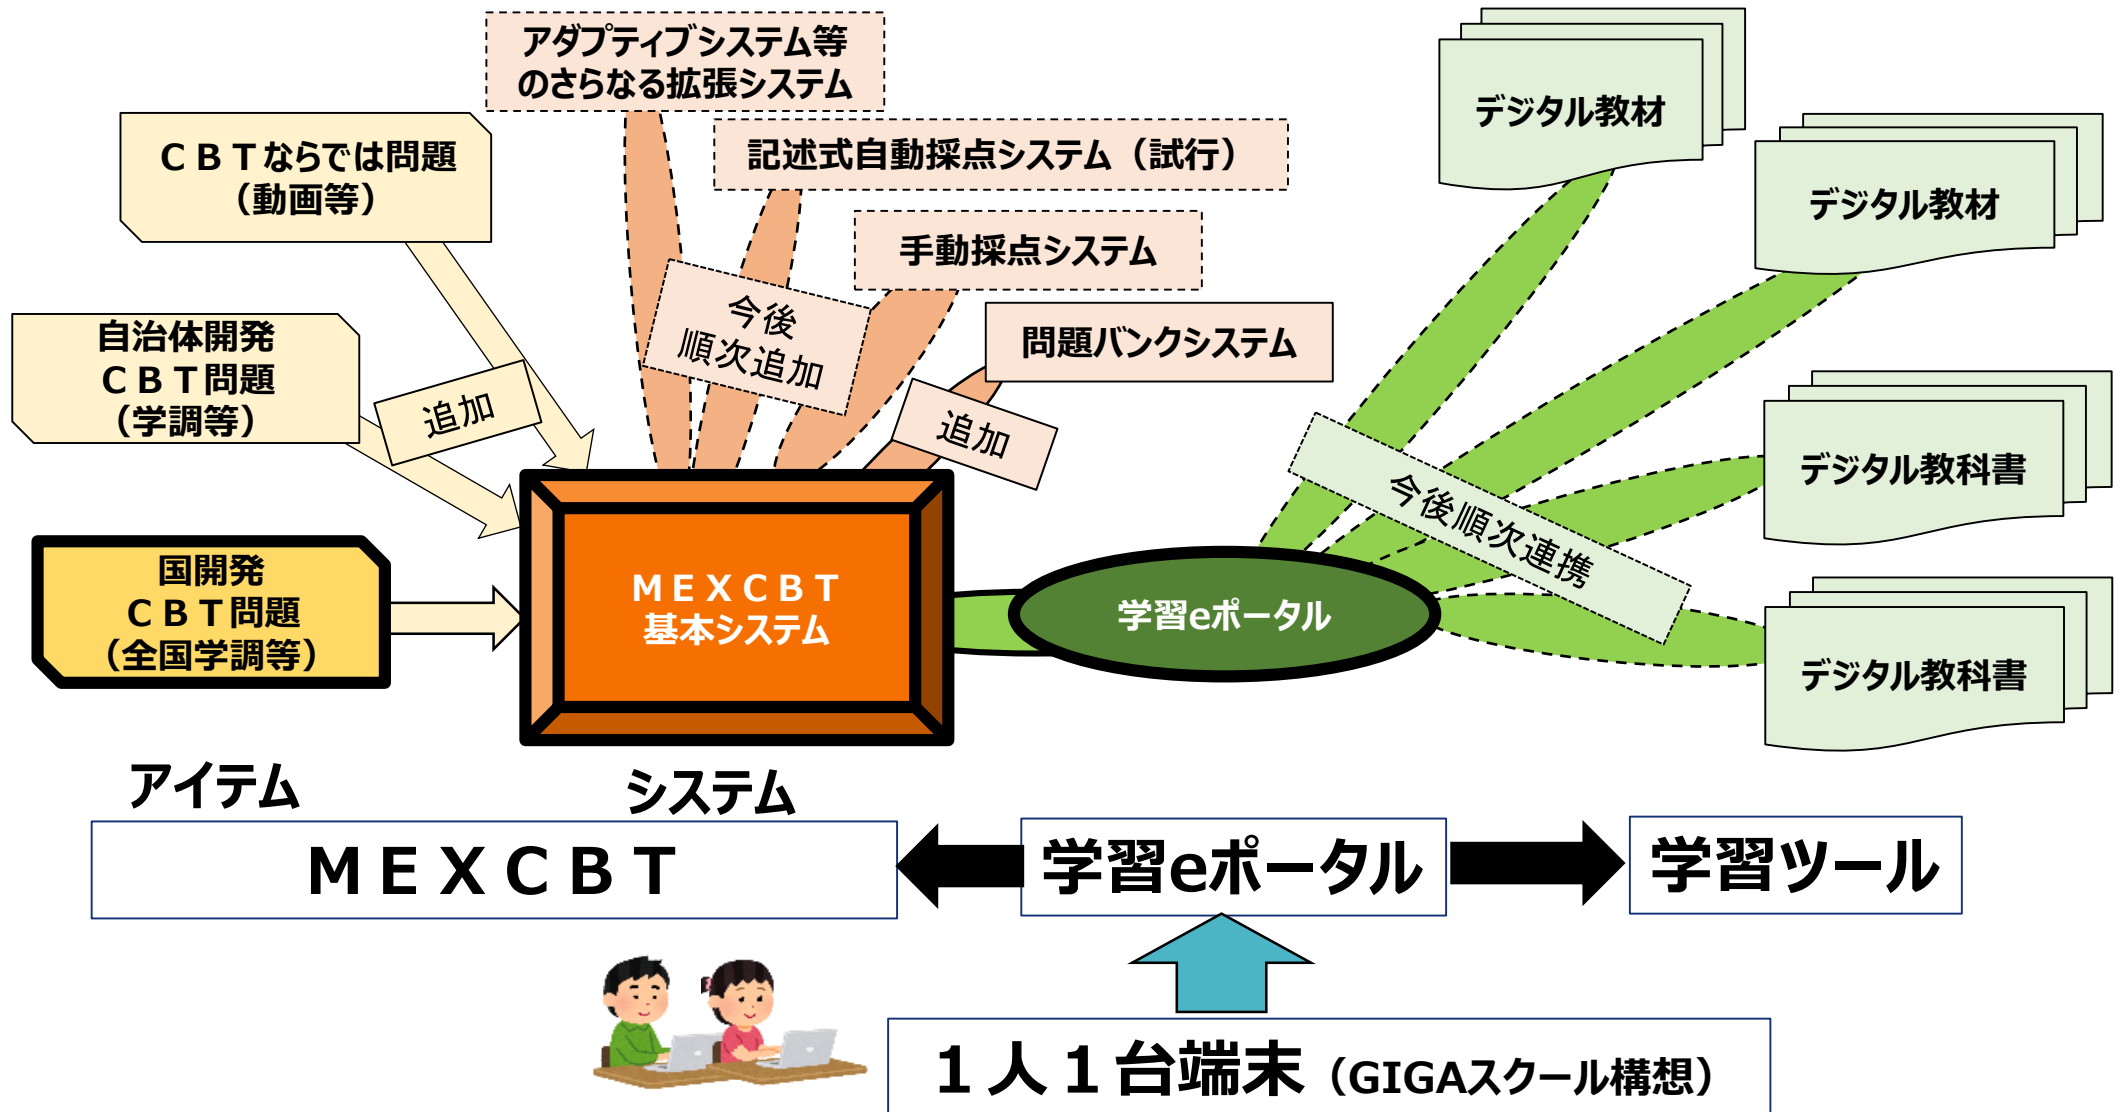 アダプティブシステム等
のさらなる拡張システム
ＣＢＴならでは問題
（動画等）
記述式自動採点システム（試行）
手動採点システム
問題バンクシステム
今後
順次追加
追加
自治体開発
ＣＢＴ問題
（学調等）
追加
国開発
ＣＢＴ問題
（全国学調等）
ＭＥＸＣＢＴ
基本システム
学習eポータル
今後順次連携
デジタル教材
デジタル教材
デジタル教科書
デジタル教科書
アイテム
システム
ＭＥＸＣＢＴ
学習eポータル
学習ツール
１人１台端末（GIGAスクール構想）